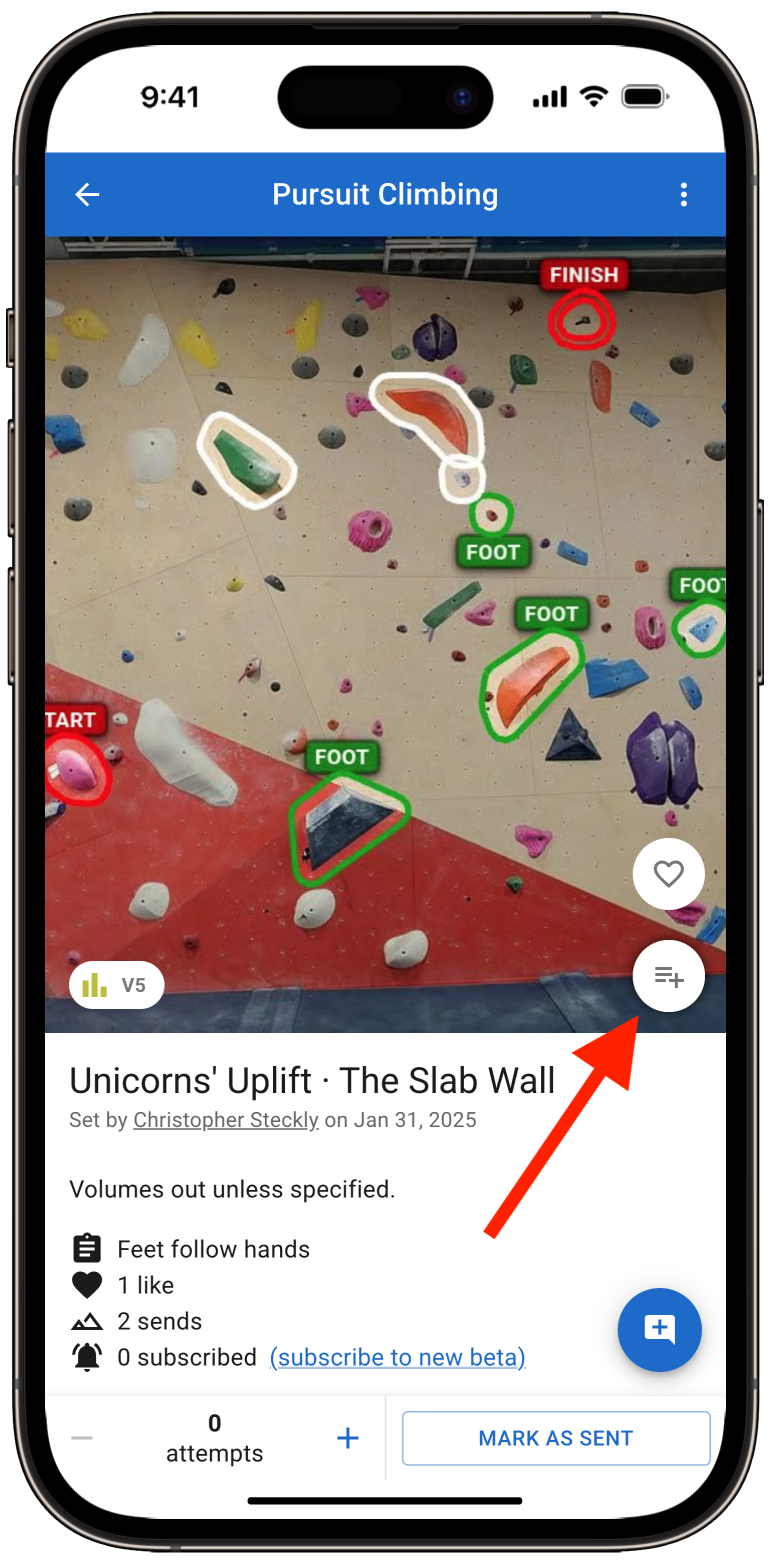 9:41
Pursuit Climbing
FINISH
FOOT
FOOT
FOOT
TART
FOOT
V5
Unicorns' Uplift · The Slab Wall
Set by Christopher Steckly on Jan 31, 2025
Volumes out unless specified.
Feet follow hands
1 like
2 sends
0 subscribed (subscribe to new beta)
0
attempts
MARK AS SENT